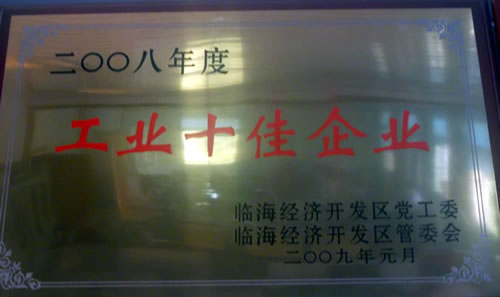 二〇〇八年度
工业十佳企业
临海经济开发区党工委
临海经济开发区管委会
二〇〇九年元月